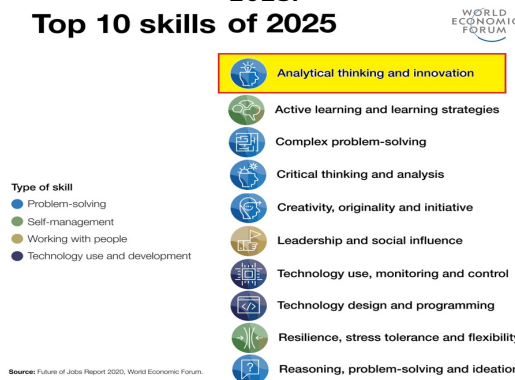 Top 10 skills of 2025
WORLD
ECONOMIC
FORUM
Analytical thinking and innovation
Active learning and learning strategies
Complex problem-solving
Critical thinking and analysis
Creativity, originality and initiative
Leadership and social influence
Technology use, monitoring and control
Technology design and programming
Resilience, stress tolerance and flexibility
Reasoning, problem-solving and ideation
Type of skill
Problem-solving
Self-management
Working with people
Technology use and development
Source: Future of Jobs Report 2020, World Economic Forum.